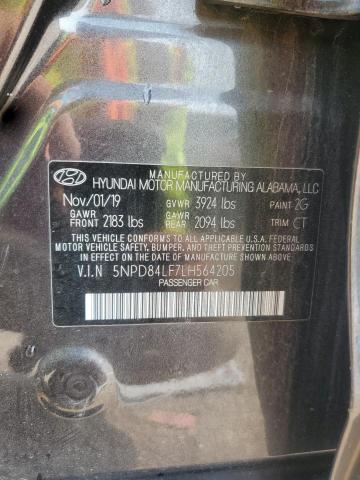 MANUFACTURED BY
HYUNDAI MOTOR MANUFACTURING ALABAMA, LLC
Nov/01/19 GVWR 3924 lbs PAINT 2G
GAWR FRONT 2183 lbs GAWR REAR 2094 lbs TRIM CT
THIS VEHICLE CONFORMS TO ALL APPLICABLE U.S. FEDERAL
MOTOR VEHICLE SAFETY, BUMPER, AND THEFT PREVENTION
STANDARDS IN EFFECT ON THE DATE OF MANUFACTURE SHOWN ABOVE.
V.I.N 5NPD84LF7LH564205
PASSENGER CAR